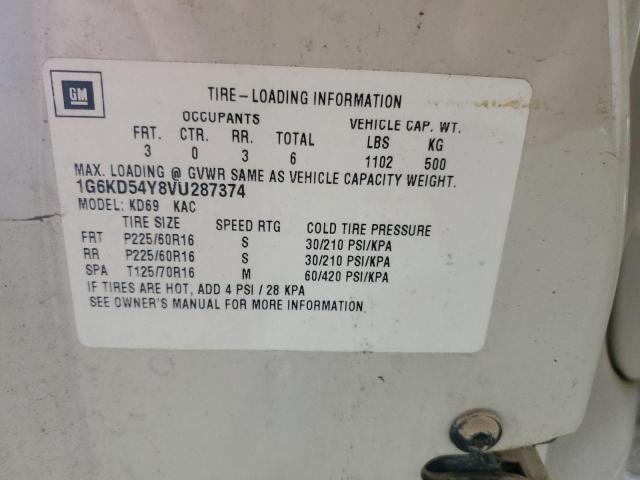 GM
TIRE-LOADING INFORMATION
OCCUPANTS VEHICLE CAP. WT.
FRT. CTR. RR. TOTAL LBS KG
3 0 3 6 1102 500
MAX. LOADING @ GVWR SAME AS VEHICLE CAPACITY WEIGHT.
1G6KD54Y8VU287374
MODEL: KD69 KAC
TIRE SIZE SPEED RTG COLD TIRE PRESSURE
FRT P225/60R16 S 30/210 PSI/KPA
RR P225/60R16 S 30/210 PSI/KPA
SPA T125/70R16 M 60/420 PSI/KPA
IF TIRES ARE HOT, ADD 4 PSI / 28 KPA
SEE OWNER'S MANUAL FOR MORE INFORMATION.